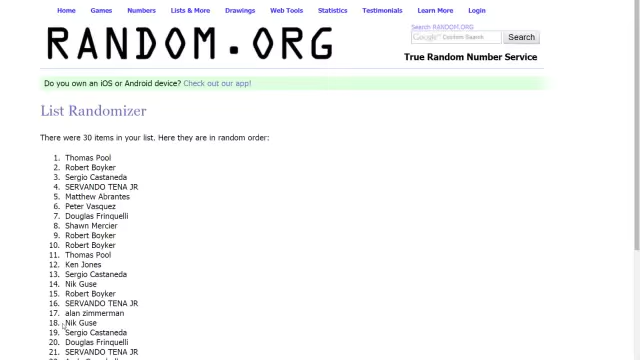 Home Games Numbers Lists & More Drawings Web Tools Statistics Testimonials Learn More Login
RANDOM.ORG
Search RANDOM.ORG
Google Custom Search Search
True Random Number Service
Do you own an iOS or Android device? Check out our app!
List Randomizer
There were 30 items in your list. Here they are in random order:
1. Thomas Pool
2. Robert Boyker
3. Sergio Castaneda
4. SERVANDO TENA JR
5. Matthew Abrantes
6. Peter Vasquez
7. Douglas Frinquelli
8. Shawn Mercier
9. Robert Boyker
10. Robert Boyker
11. Thomas Pool
12. Ken Jones
13. Sergio Castaneda
14. Nik Guse
15. Robert Boyker
16. SERVANDO TENA JR
17. alan zimmerman
18. Nik Guse
19. Sergio Castaneda
20. Douglas Frinquelli
21. SERVANDO TENA JR